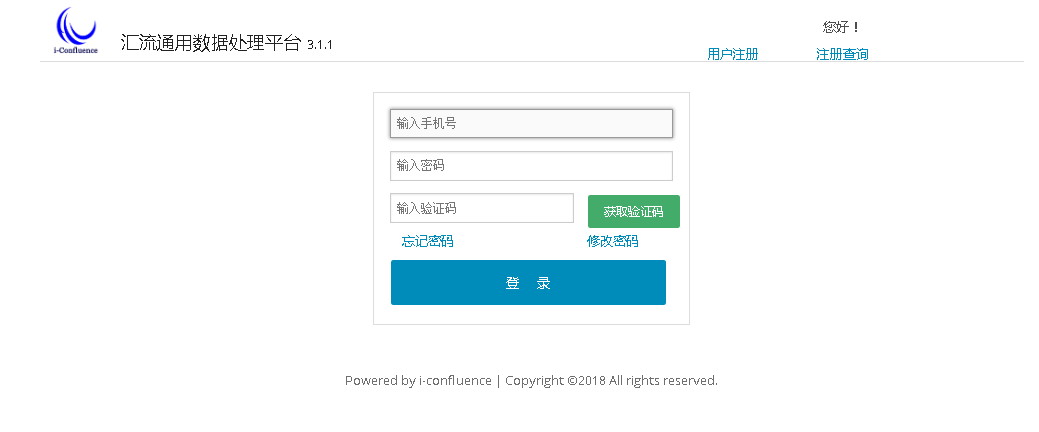 i-Confluence
汇流通用数据处理平台 3.1.1
您好！
用户注册 注册查询
输入手机号
输入密码
输入验证码 获取验证码
忘记密码 修改密码
登 录
Powered by i-confluence | Copyright ©2018 All rights reserved.